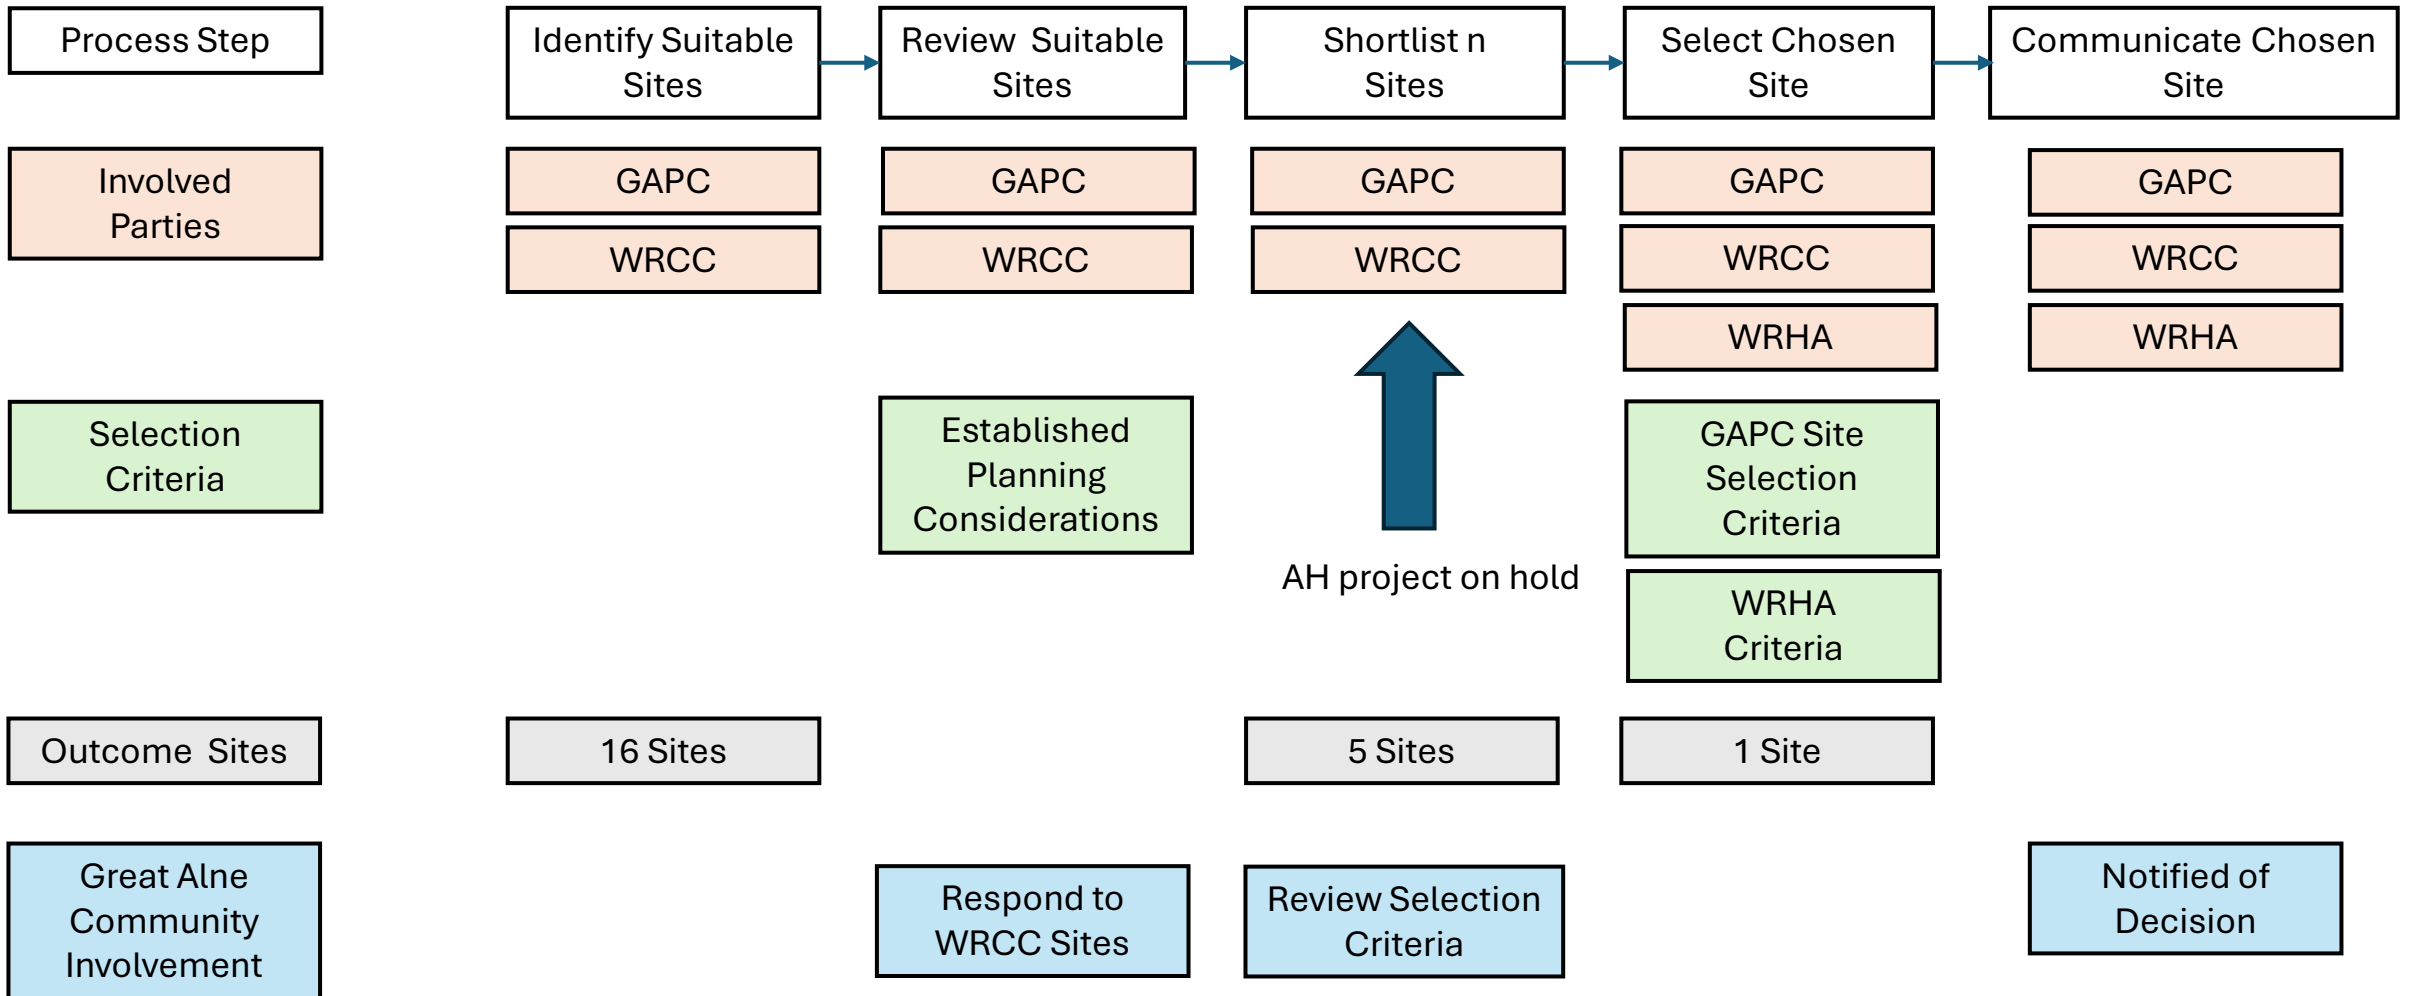 Process Step
Identify Suitable
Sites
Review Suitable
Sites
Shortlist n
Sites
Select Chosen
Site
Communicate Chosen
Site
Involved
Parties
GAPC
GAPC
GAPC
GAPC
GAPC
WRCC
WRCC
WRCC
WRCC
WRCC
WRHA
WRHA
Selection
Criteria
Established
Planning
Considerations
AH project on hold
GAPC Site
Selection
Criteria
WRHA
Criteria
Outcome Sites
16 Sites
5 Sites
1 Site
Great Alne
Community
Involvement
Respond to
WRCC Sites
Review Selection
Criteria
Notified of
Decision